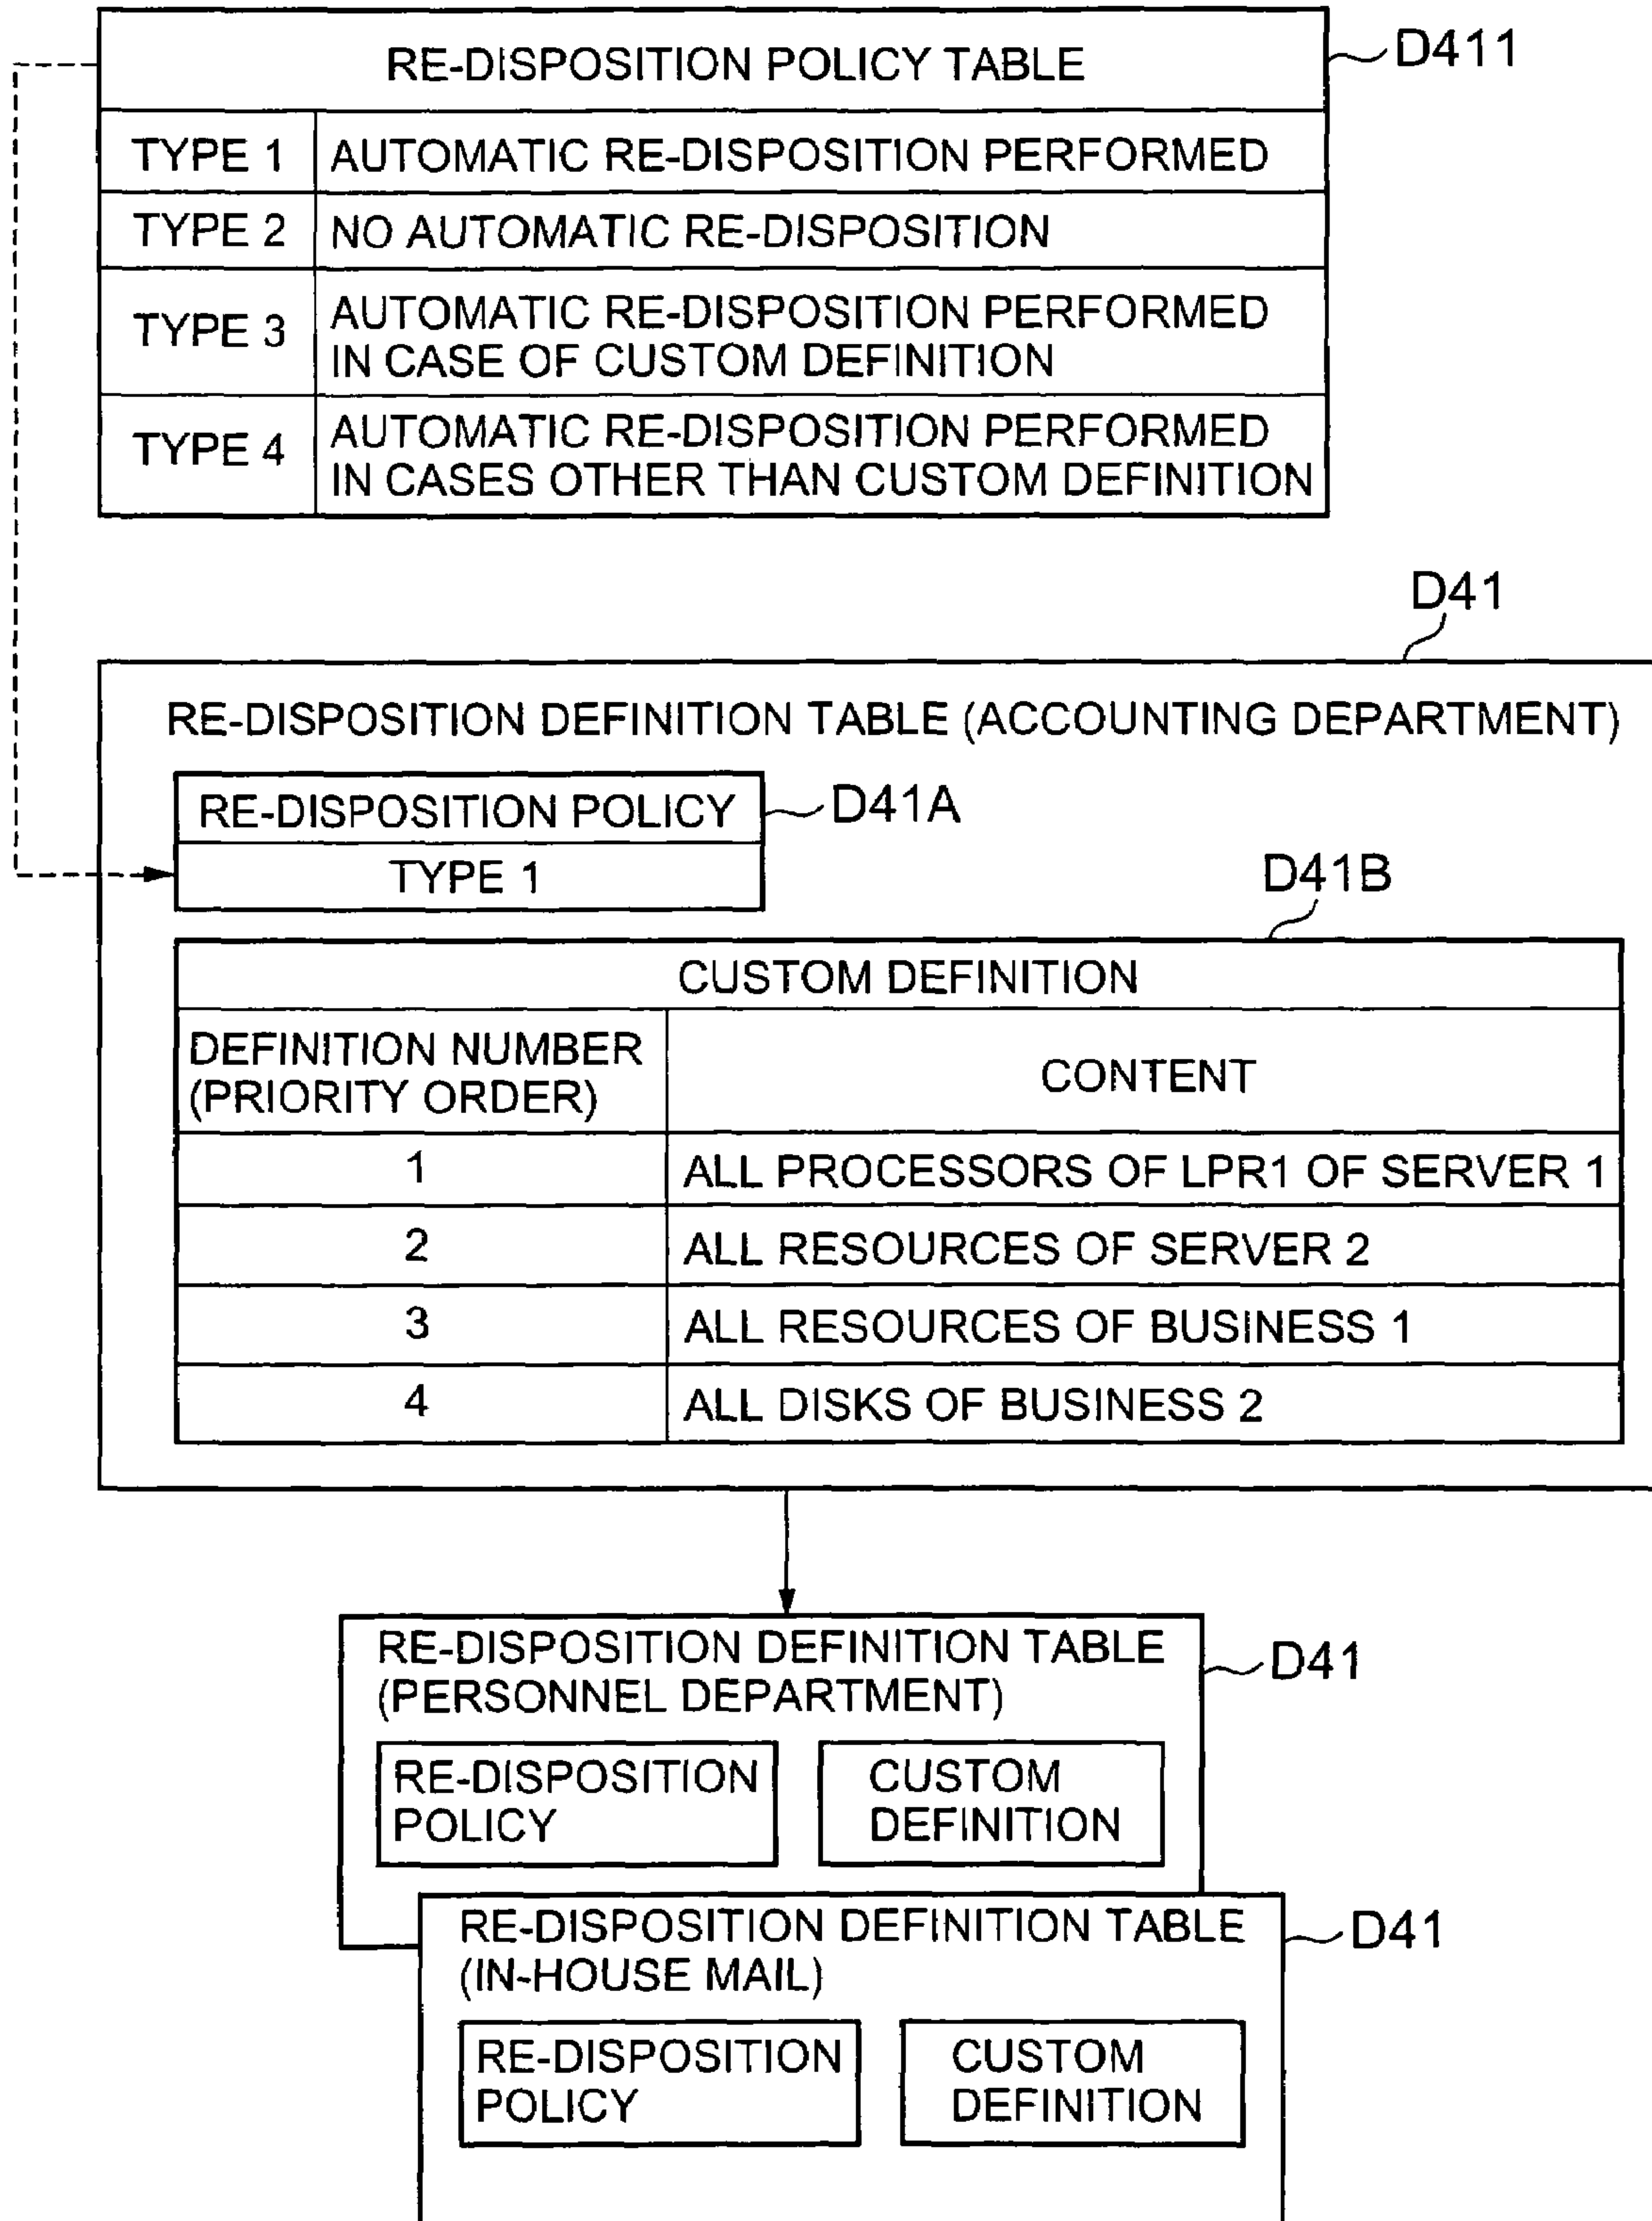 RE-DISPOSITION POLICY TABLE
D411
TYPE 1 AUTOMATIC RE-DISPOSITION PERFORMED
TYPE 2 NO AUTOMATIC RE-DISPOSITION
TYPE 3 AUTOMATIC RE-DISPOSITION PERFORMED
IN CASE OF CUSTOM DEFINITION
TYPE 4 AUTOMATIC RE-DISPOSITION PERFORMED
IN CASES OTHER THAN CUSTOM DEFINITION
D41
RE-DISPOSITION DEFINITION TABLE (ACCOUNTING DEPARTMENT)
RE-DISPOSITION POLICY
D41A
TYPE 1
D41B
CUSTOM DEFINITION
DEFINITION NUMBER
(PRIORITY ORDER)
CONTENT
1 ALL PROCESSORS OF LPR1 OF SERVER 1
2 ALL RESOURCES OF SERVER 2
3 ALL RESOURCES OF BUSINESS 1
4 ALL DISKS OF BUSINESS 2
RE-DISPOSITION DEFINITION TABLE
(PERSONNEL DEPARTMENT)
D41
RE-DISPOSITION
POLICY
CUSTOM
DEFINITION
RE-DISPOSITION DEFINITION TABLE
(IN-HOUSE MAIL)
D41
RE-DISPOSITION
POLICY
CUSTOM
DEFINITION